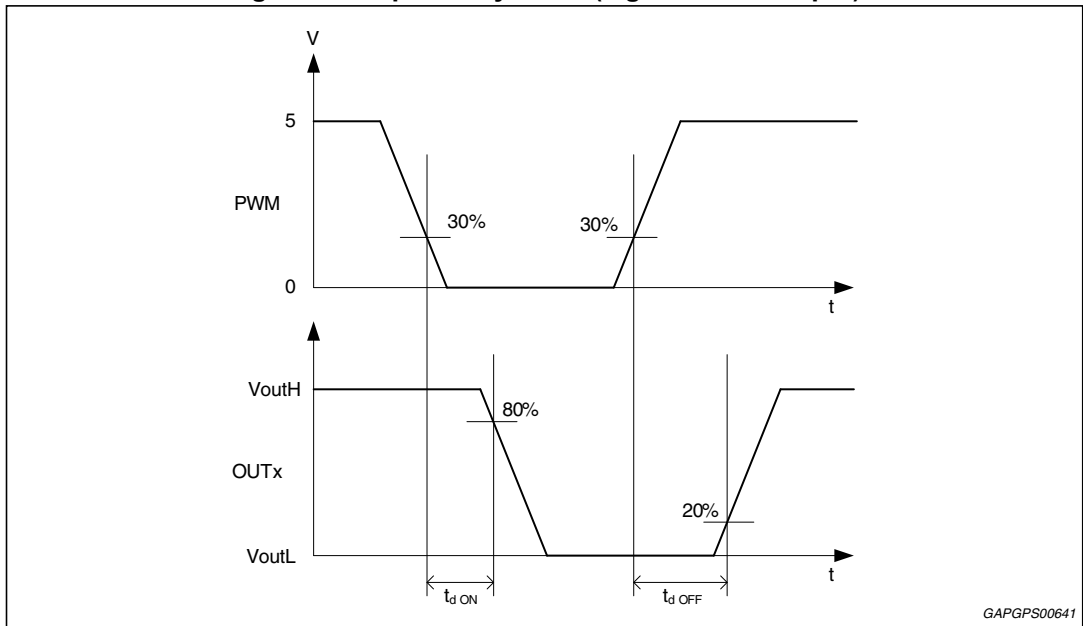 V
5
PWM
30%
30%
0
t
VoutH
80%
OUTx
20%
VoutL
t
td ON
td OFF
GAPGPS00641